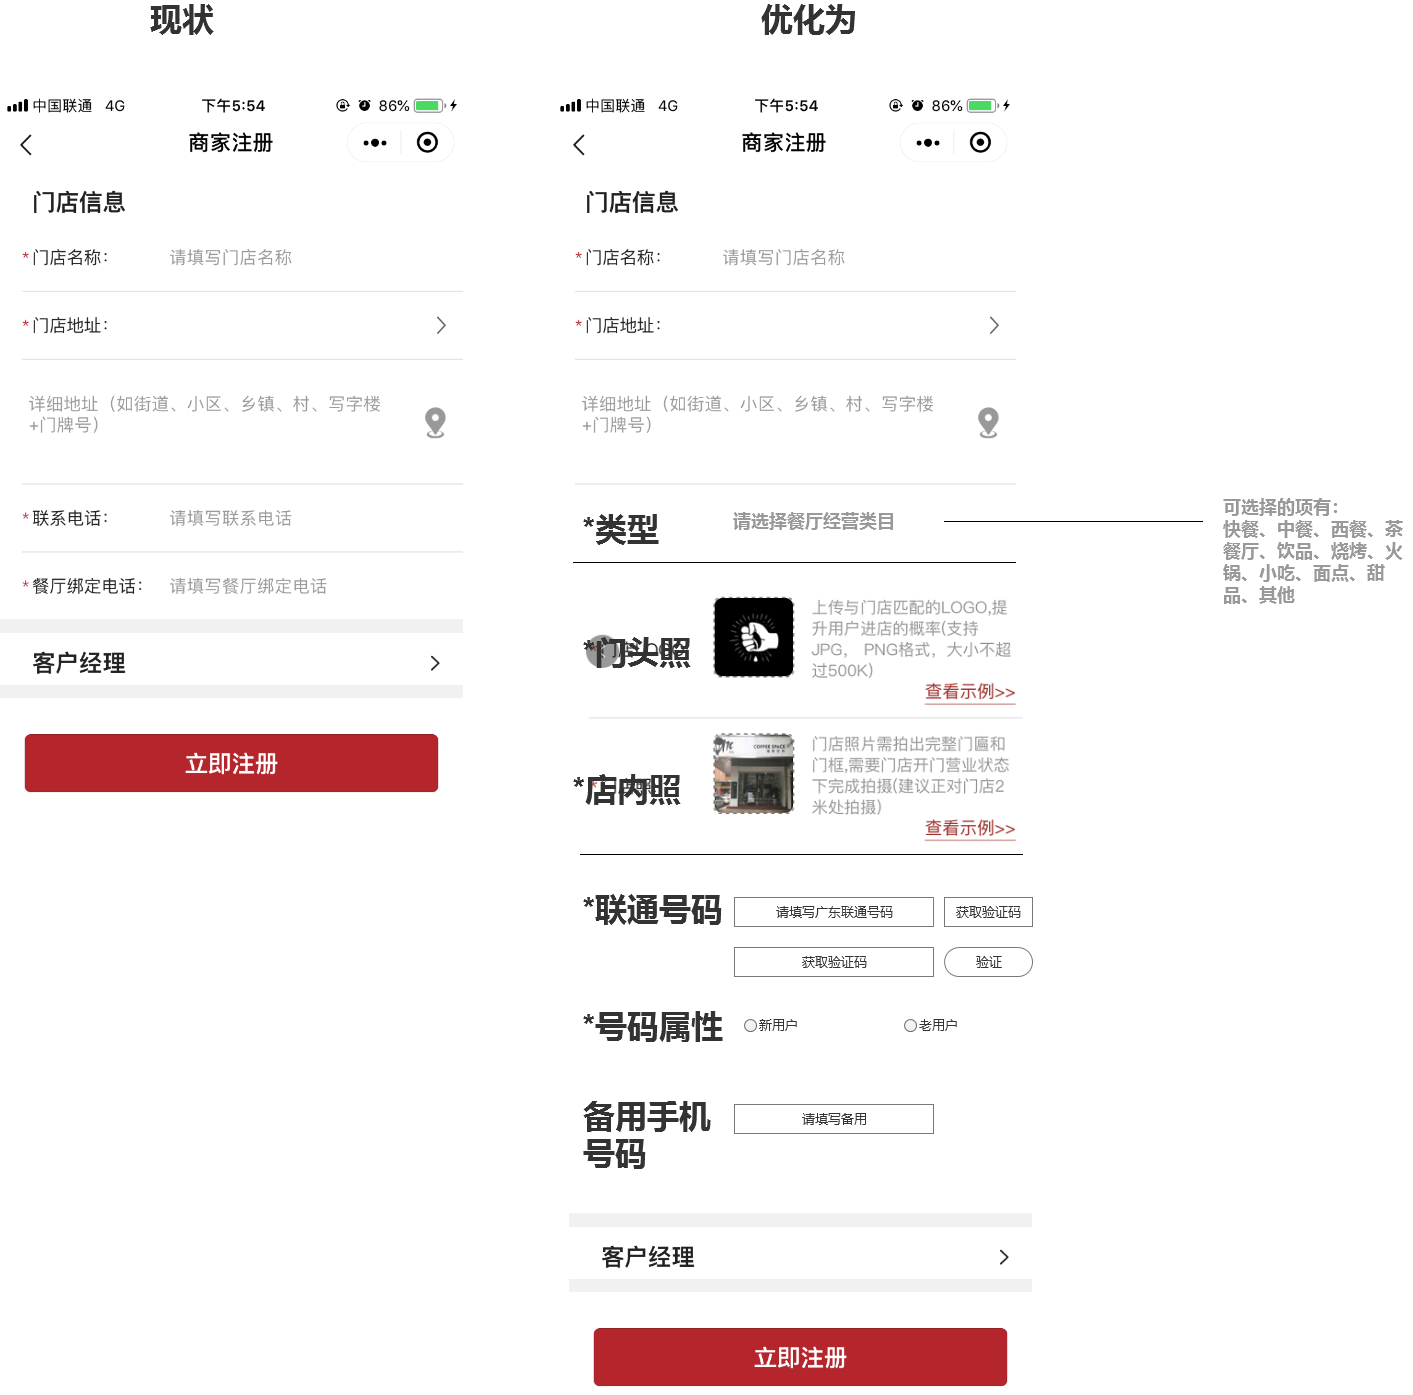 现状
中国联通 4G 下午5:54 86%
商家注册
门店信息
*门店名称： 请填写门店名称
*门店地址：
详细地址（如街道、小区、乡镇、村、写字楼
+门牌号）
*联系电话： 请填写联系电话
*餐厅绑定电话： 请填写餐厅绑定电话
客户经理
立即注册
优化为
中国联通 4G 下午5:54 86%
商家注册
门店信息
*门店名称： 请填写门店名称
*门店地址：
详细地址（如街道、小区、乡镇、村、写字楼
+门牌号）
*类型 请选择餐厅经营类目
可选择的项有：
快餐、中餐、西餐、茶
餐厅、饮品、烧烤、火
锅、小吃、面点、甜
品、其他
*门头照
上传与门店匹配的LOGO,提
升用户进店的概率(支持
JPG， PNG格式，大小不超
过500K)
查看示例>>
*店内照
COFFEE SPACE
门店照片需拍出完整门匾和
门框,需要门店开门营业状态
下完成拍摄(建议正对门店2
米处拍摄)
查看示例>>
*联通号码 请填写广东联通号码 获取验证码
获取验证码 验证
*号码属性 新用户 老用户
备用手机
号码
请填写备用
客户经理
立即注册